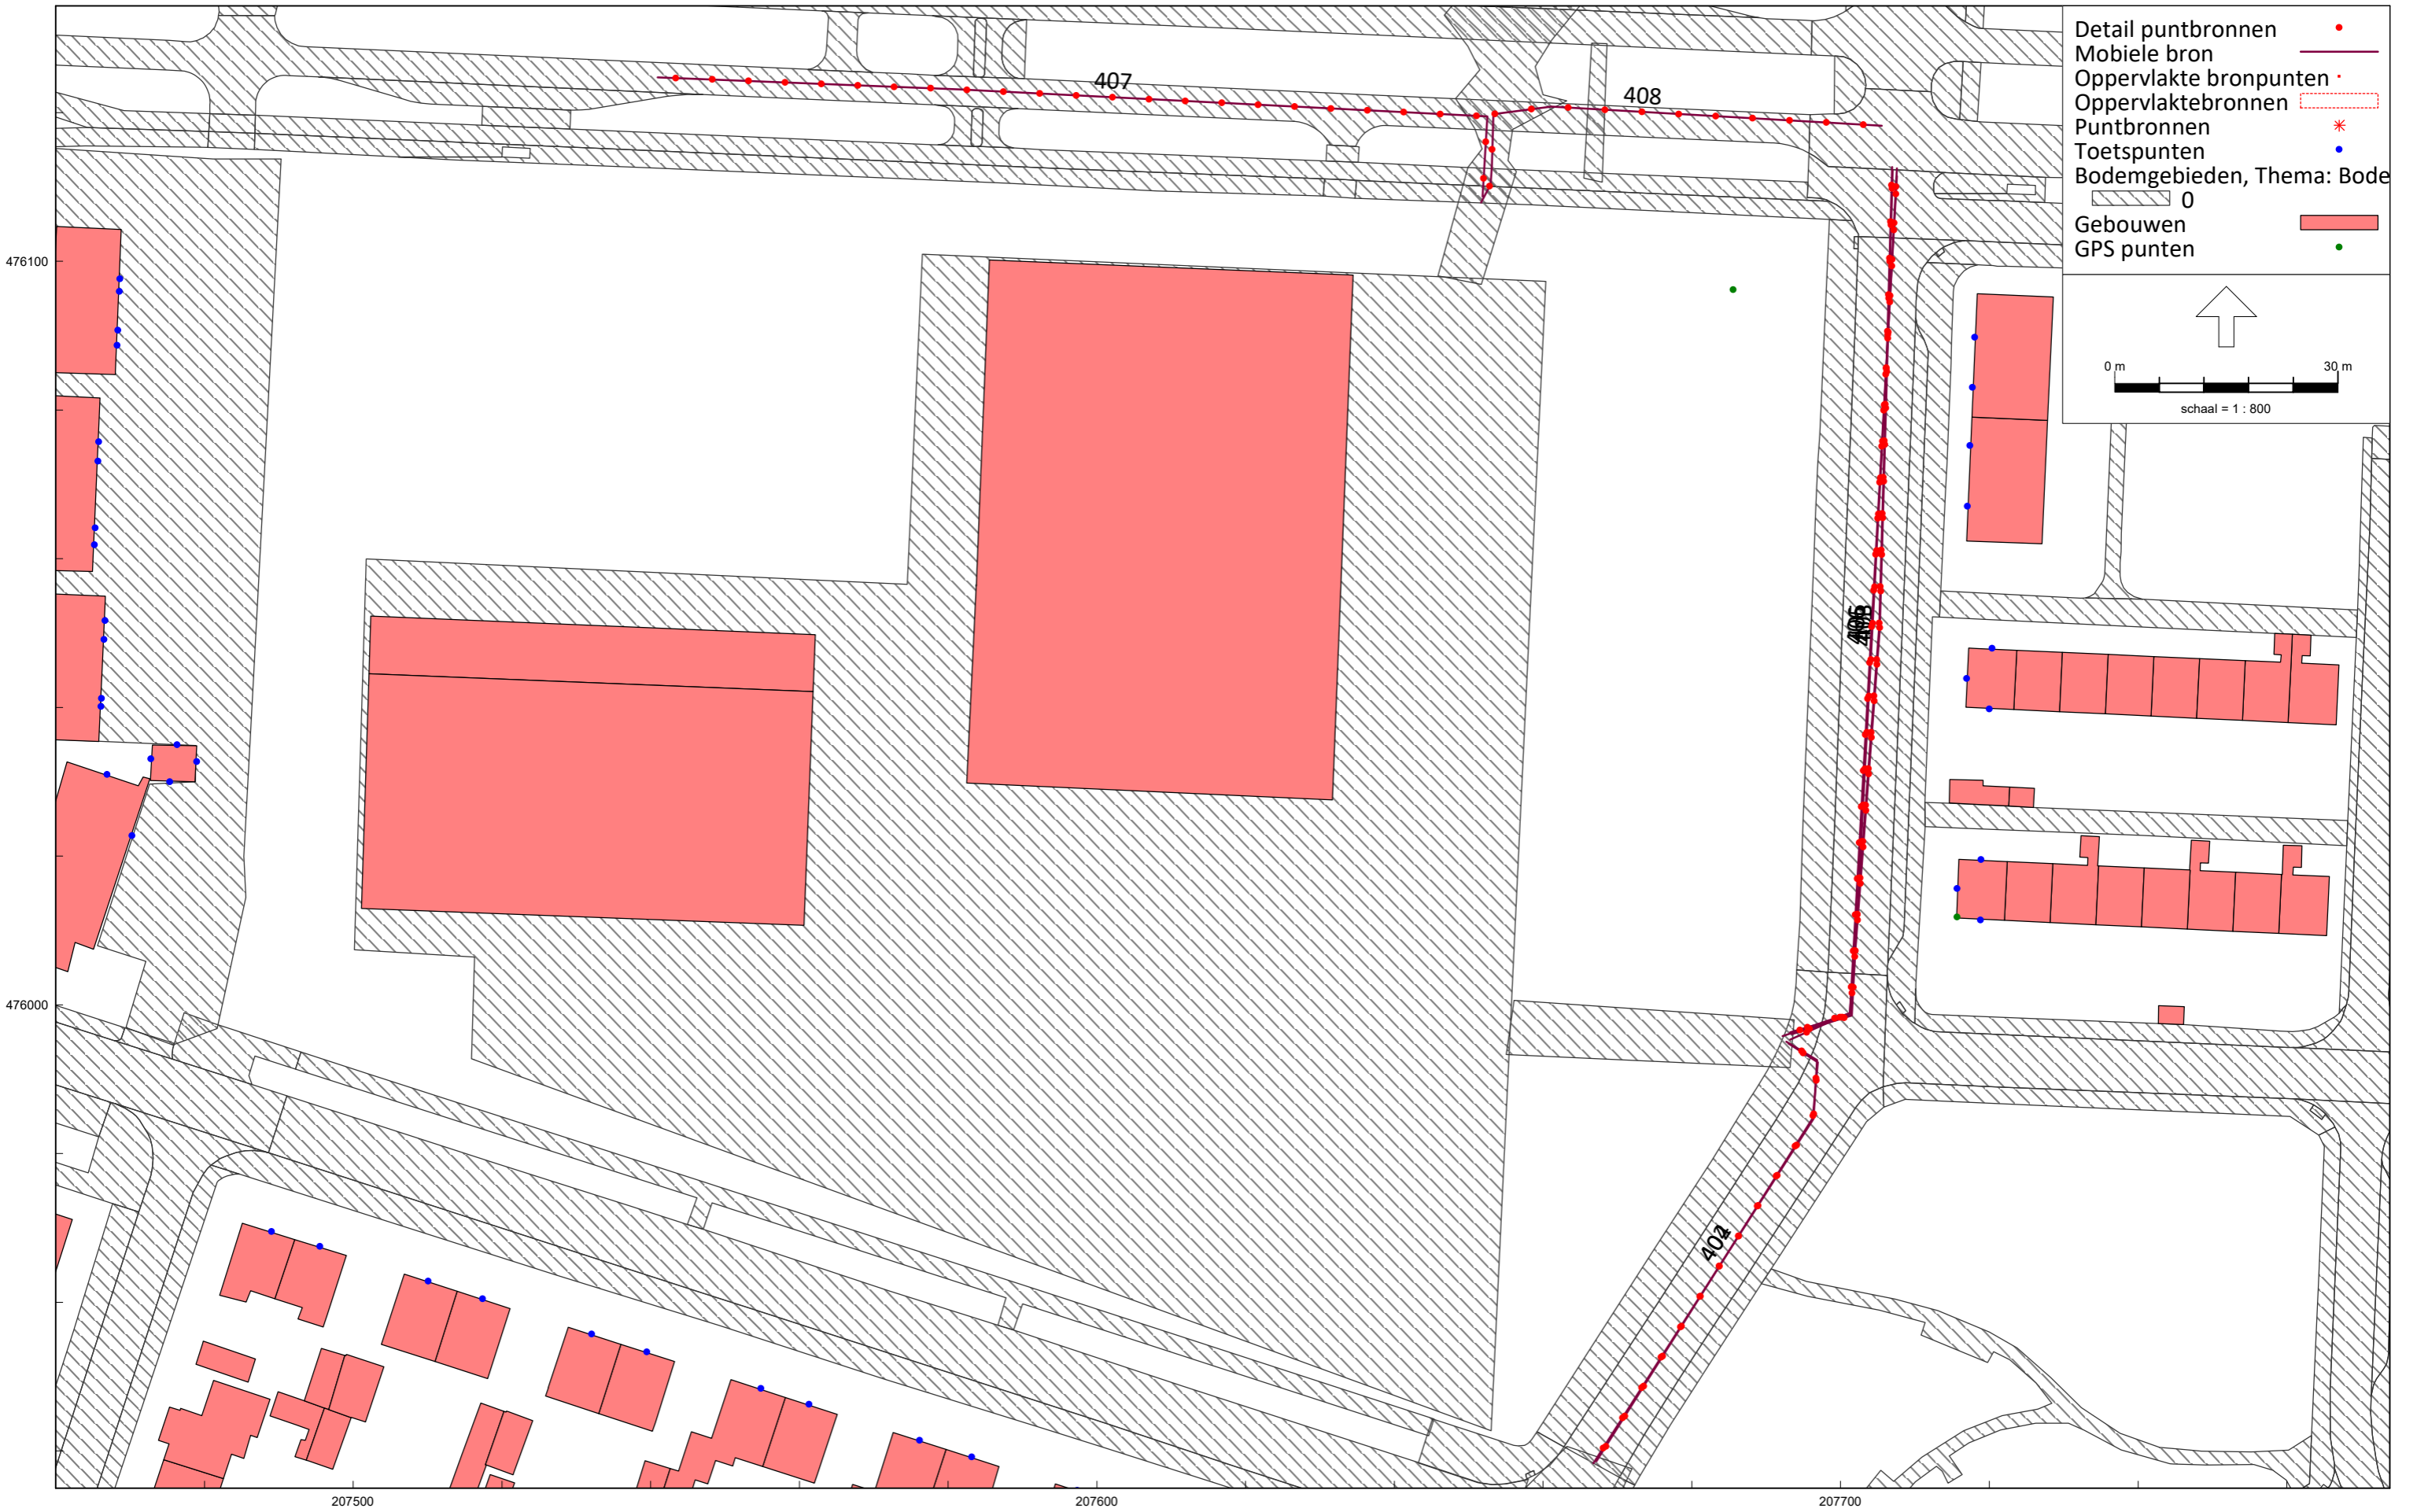 Detail puntbronnen
Mobiele bron
Oppervlakte bronpunten
Oppervlaktebronnen
Puntbronnen
Toetspunten
Bodemgebieden, Thema: Bode
0
Gebouwen
GPS punten
0 m 30 m
schaal = 1 : 800
407
408
476100
476000
207500 207600 207700